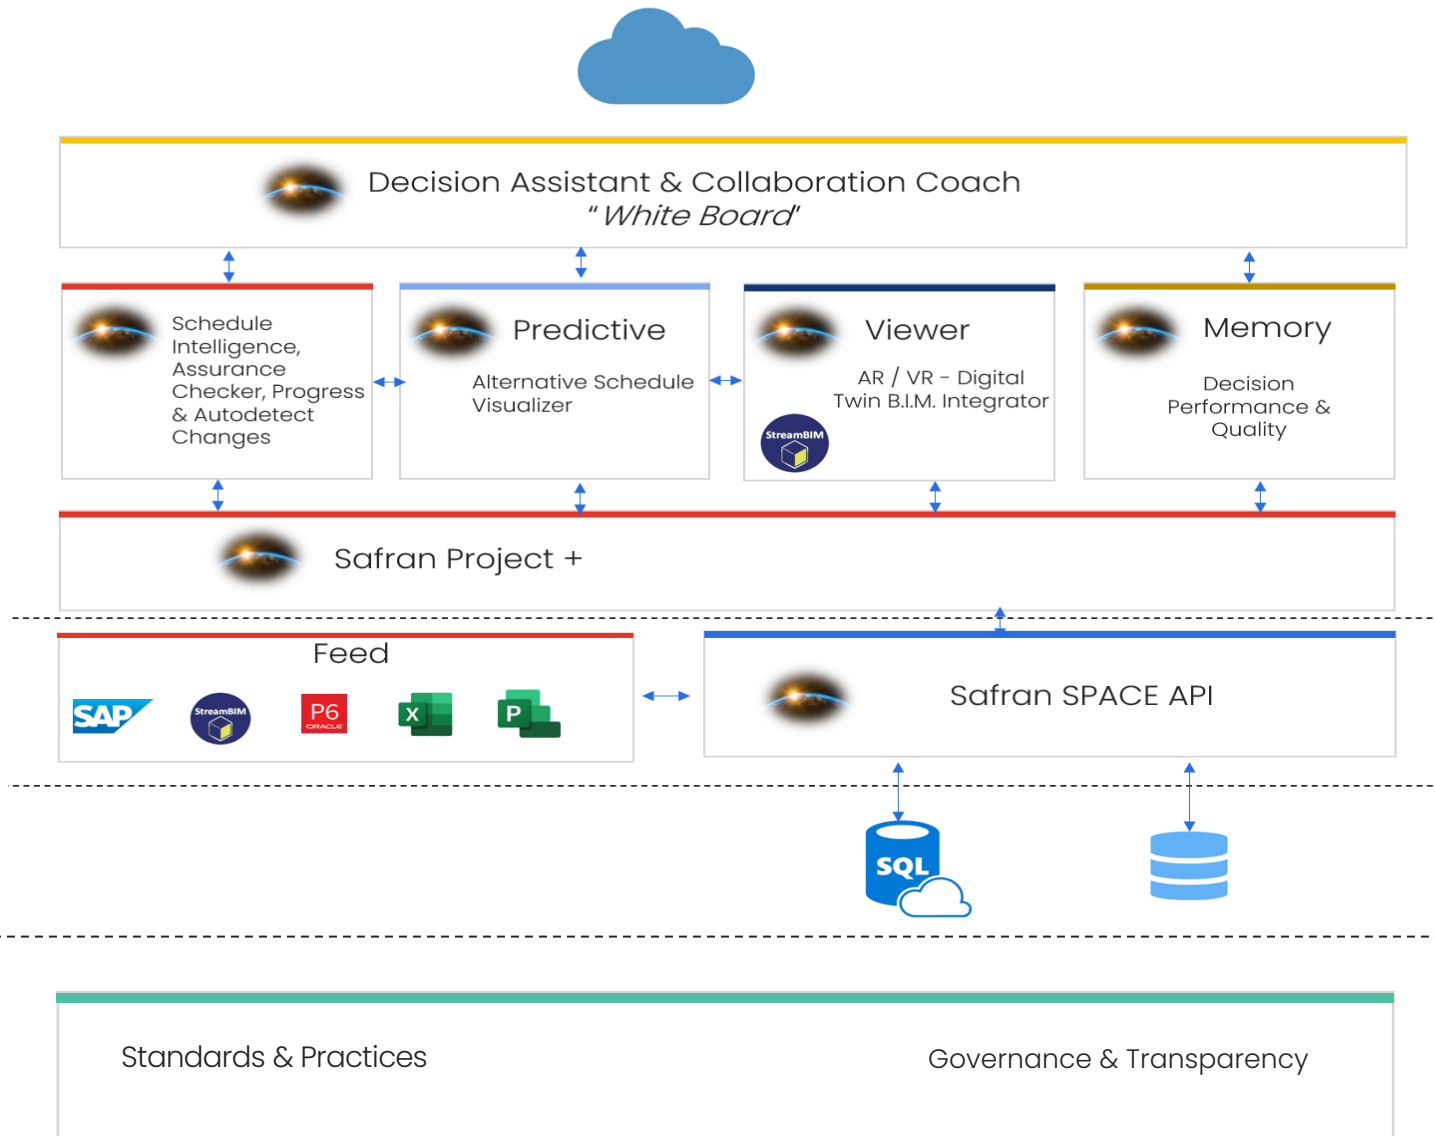 Decision Assistant & Collaboration Coach
“White Board”
Schedule
Intelligence,
Assurance
Checker, Progress
& Autodetect
Changes
Predictive
Alternative Schedule
Visualizer
Viewer
AR / VR - Digital
Twin B.I.M. Integrator
StreamBIM
Memory
Decision
Performance &
Quality
Safran Project +
Feed
SAP
StreamBIM
P6
ORACLE
X
P
Safran SPACE API
SQL
Standards & Practices
Governance & Transparency